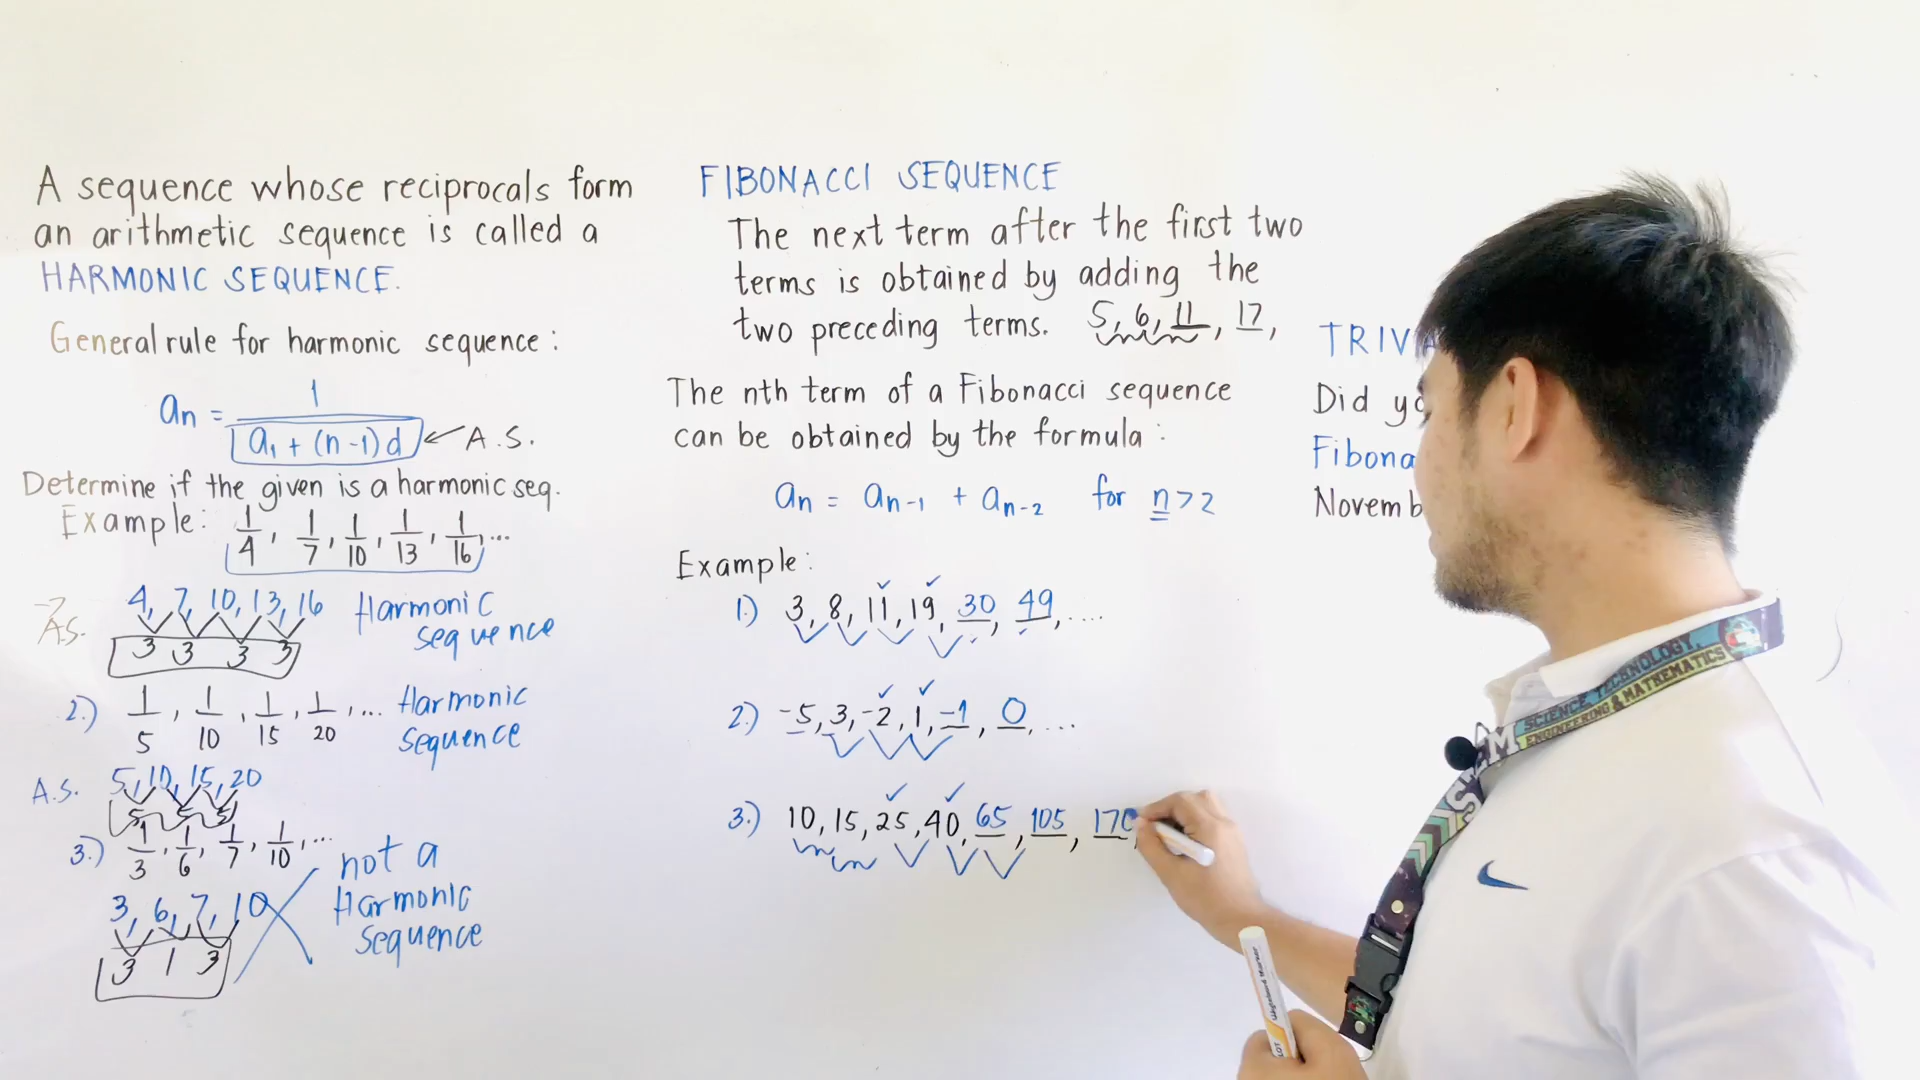 A sequence whose reciprocals form
an arithmetic sequence is called a
HARMONIC SEQUENCE.
General rule for harmonic sequence:
an = 1
a1 + (n-1)d ← A.S.
Determine if the given is a harmonic seq.
Example: 1/4, 1/7, 1/10, 1/13, 1/16, ...
A.S. 4, 7, 10, 13, 16 Harmonic
sequence
3 3 3 3
2.) 1/5, 1/10, 1/15, 1/20, ... Harmonic
sequence
A.S. 5, 10, 15, 20
5 5 5
3.) 1/3, 1/6, 1/7, 1/10, ...
not a
Harmonic
sequence
3, 6, 7, 10
3 1 3
FIBONACCI SEQUENCE
The next term after the first two
terms is obtained by adding the
two preceding terms. 5, 6, 11, 17,
The nth term of a Fibonacci sequence
can be obtained by the formula:
an = an-1 + an-2 for n>2
Example:
1.) 3, 8, 11, 19, 30, 49, ....
2.) -5, 3, -2, 1, -1, 0, ...
3.) 10, 15, 25, 40, 65, 105, 170
TRIV
Did yo
Fibona
Novemb
SCIENCE, TECHNOLOGY,
ENGINEERING & MATHEMATICS
STEM
Whiteboard Marker